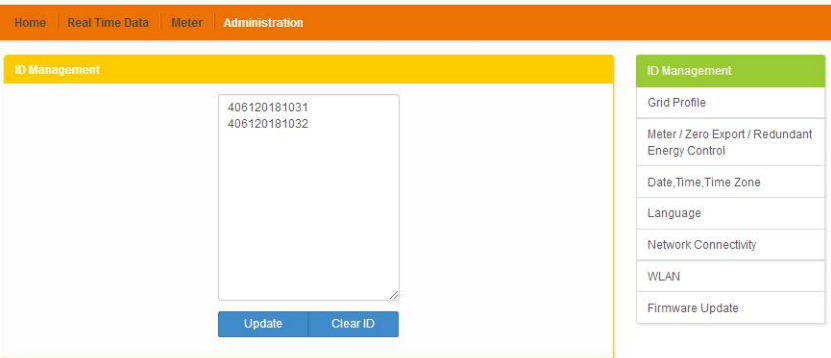 Home Real Time Data Meter Administration
ID Management
406120181031
406120181032
Update Clear ID
ID Management
Grid Profile
Meter / Zero Export / Redundant
Energy Control
Date,Time,Time Zone
Language
Network Connectivity
WLAN
Firmware Update